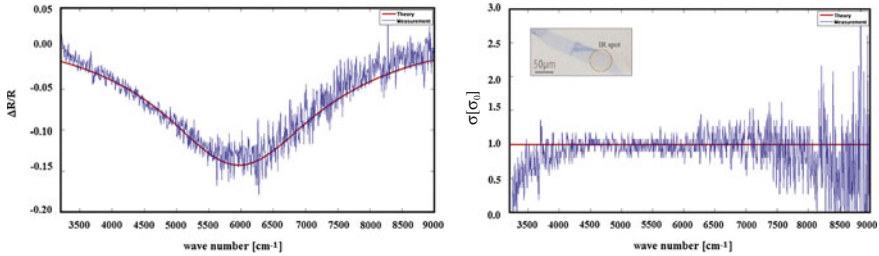 0.05
0.00
-0.05
-0.10
-0.15
-0.20
ΔR/R
Theory
Measurement
4000 4500 5000 5500 6000 6500 7000 7500 8000 8500 9000
wave number [cm-1]
3.0
2.5
2.0
1.5
1.0
0.5
0.0
σ[σ0]
IR spot
50μm
Theory
Measurement
3500 4000 4500 5000 5500 6000 6500 7000 7500 8000 8500 9000
wave number [cm-1]